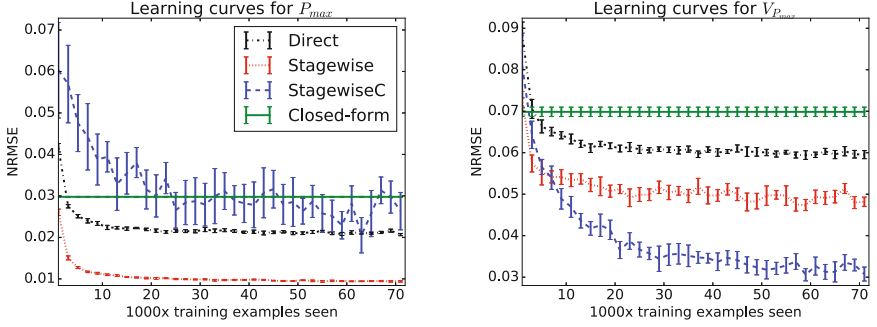 Learning curves for P_max
0.07
0.06
0.05
0.04
0.03
0.02
0.01
NRMSE
10 20 30 40 50 60 70
1000x training examples seen
Direct
Stagewise
StagewiseC
Closed-form
Learning curves for V_{P_max}
0.09
0.08
0.07
0.06
0.05
0.04
0.03
NRMSE
10 20 30 40 50 60 70
1000x training examples seen